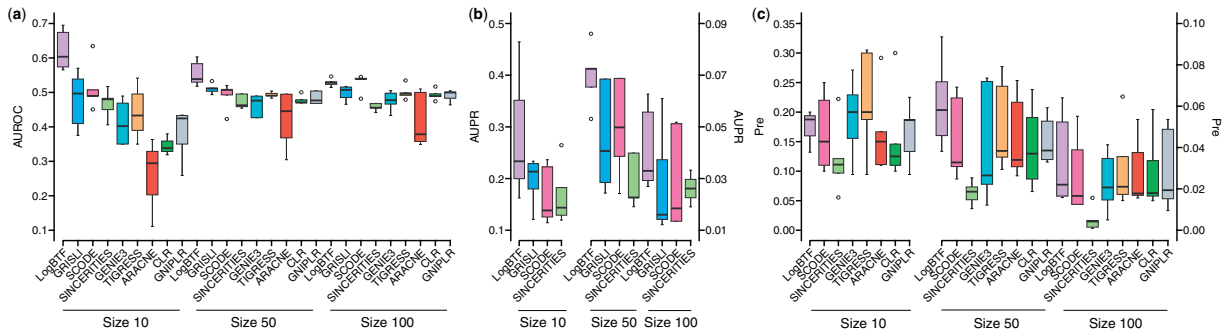 (a)
AUROC
0.7
0.6
0.5
0.4
0.3
0.2
0.1
LogBTF
GRISLI
SCODE
SINCERITIES
GENIE3
TIGRESS
ARACNE
CLR
GNIPLR
LogBTF
GRISLI
SCODE
SINCERITIES
GENIE3
TIGRESS
ARACNE
CLR
GNIPLR
LogBTF
GRISLI
SCODE
SINCERITIES
GENIE3
TIGRESS
ARACNE
CLR
GNIPLR
Size 10
Size 50
Size 100
(b)
AUPR
0.5
0.4
0.3
0.2
0.1
LogBTF
GRISLI
SCODE
SINCERITIES
LogBTF
GRISLI
SCODE
SINCERITIES
LogBTF
GRISLI
SCODE
SINCERITIES
Size 10
Size 50
Size 100
0.09
0.07
0.05
0.03
0.01
AUPR
(c)
Pre
0.35
0.30
0.25
0.20
0.15
0.10
0.05
0.00
LogBTF
SCODE
SINCERITIES
GENIE3
TIGRESS
ARACNE
CLR
GNIPLR
LogBTF
SCODE
SINCERITIES
GENIE3
TIGRESS
ARACNE
CLR
GNIPLR
LogBTF
SCODE
SINCERITIES
GENIE3
TIGRESS
ARACNE
CLR
GNIPLR
Size 10
Size 50
Size 100
0.10
0.08
0.06
0.04
0.02
0.00
Pre